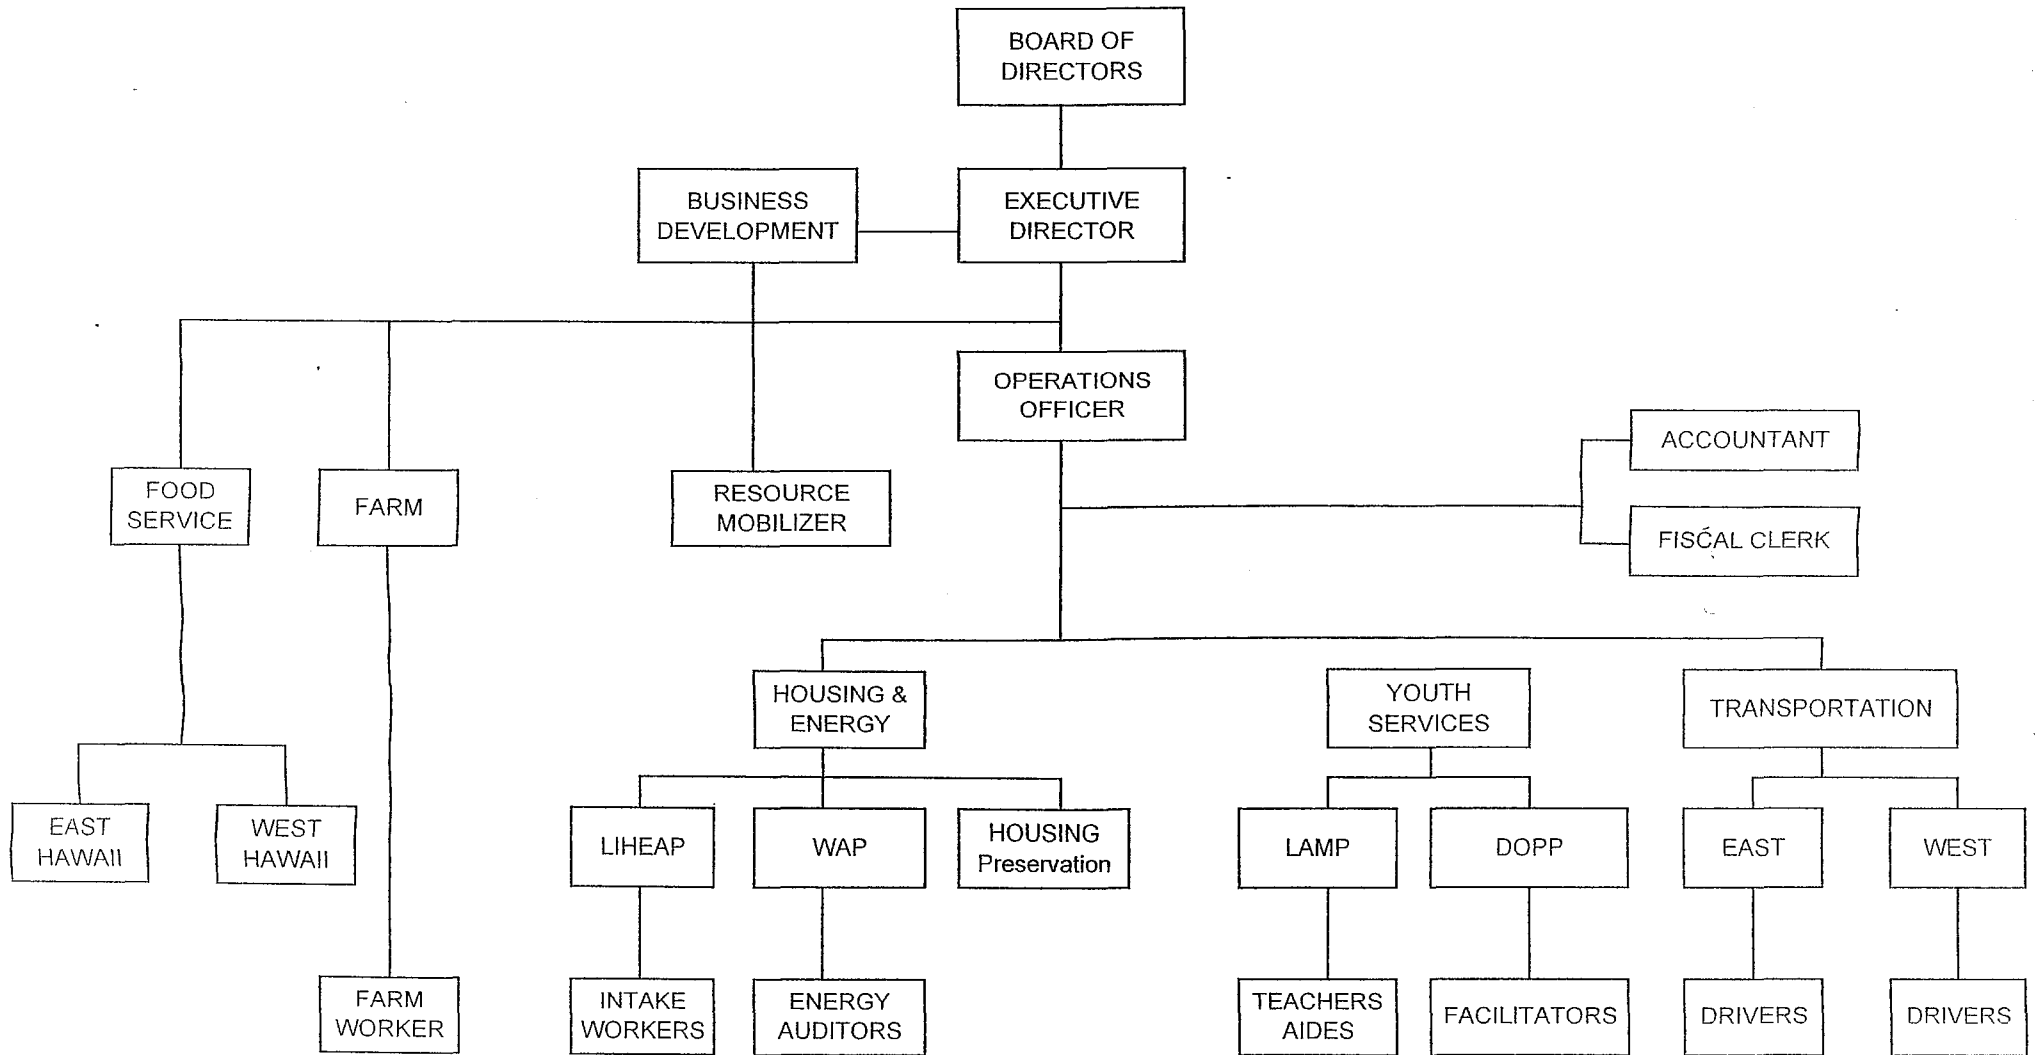 BOARD OF
DIRECTORS
BUSINESS
DEVELOPMENT
EXECUTIVE
DIRECTOR
OPERATIONS
OFFICER
ACCOUNTANT
FISCAL CLERK
FOOD
SERVICE
FARM
RESOURCE
MOBILIZER
HOUSING &
ENERGY
YOUTH
SERVICES
TRANSPORTATION
EAST
HAWAII
WEST
HAWAII
LIHEAP
WAP
HOUSING
Preservation
LAMP
DOPP
EAST
WEST
FARM
WORKER
INTAKE
WORKERS
ENERGY
AUDITORS
TEACHERS
AIDES
FACILITATORS
DRIVERS
DRIVERS